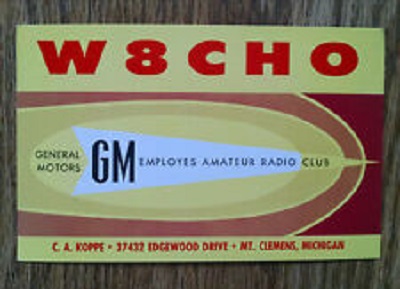 W8CHO
GENERAL MOTORS GM EMPLOYES AMATEUR RADIO CLUB
C. A. KOPPE • 37432 EDGEWOOD DRIVE • MT. CLEMENS, MICHIGAN